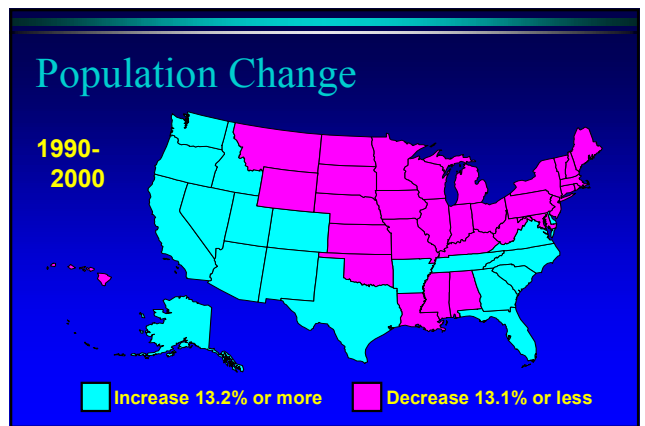 Population Change
1990-
2000
Increase 13.2% or more
Decrease 13.1% or less